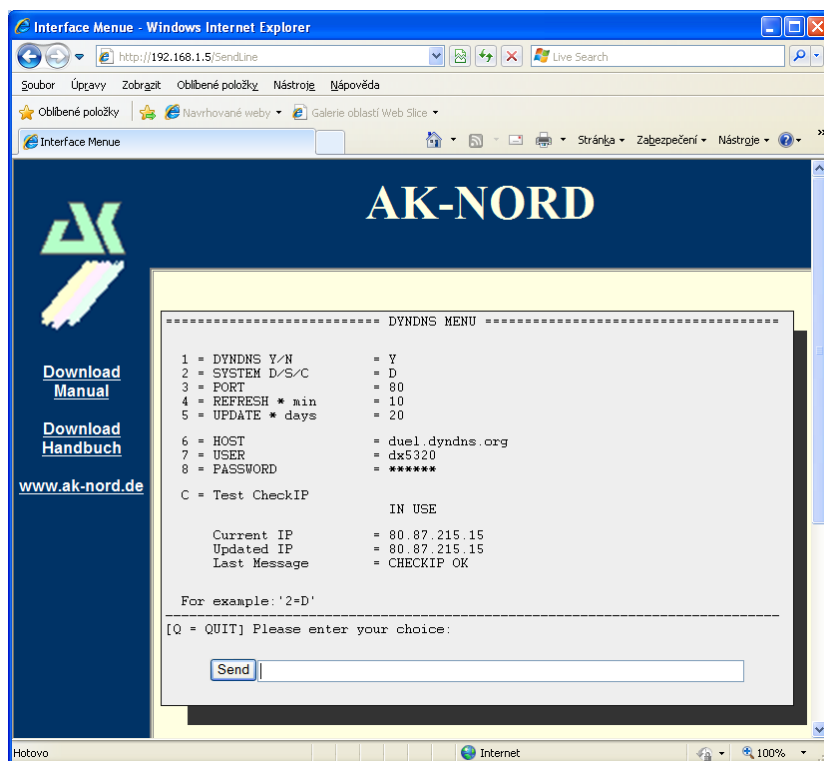 Interface Menue - Windows Internet Explorer
http://192.168.1.5/SendLine
Live Search
Soubor Úpravy Zobrazit Oblíbené položky Nástroje Nápověda
Oblíbené položky Navrhované weby Galerie oblastí Web Slice
Interface Menue Stránka Zabezpečení Nástroje »
AK-NORD
Download
Manual
Download
Handbuch
www.ak-nord.de
=========================== DYNDNS MENU =====================================
1 = DYNDNS Y/N = Y
2 = SYSTEM D/S/C = D
3 = PORT = 80
4 = REFRESH * min = 10
5 = UPDATE * days = 20
6 = HOST = duel.dyndns.org
7 = USER = dx5320
8 = PASSWORD = ******
C = Test CheckIP
IN USE
Current IP = 80.87.215.15
Updated IP = 80.87.215.15
Last Message = CHECKIP OK
For example:'2=D'
[Q = QUIT] Please enter your choice:
Send
Hotovo Internet 100%